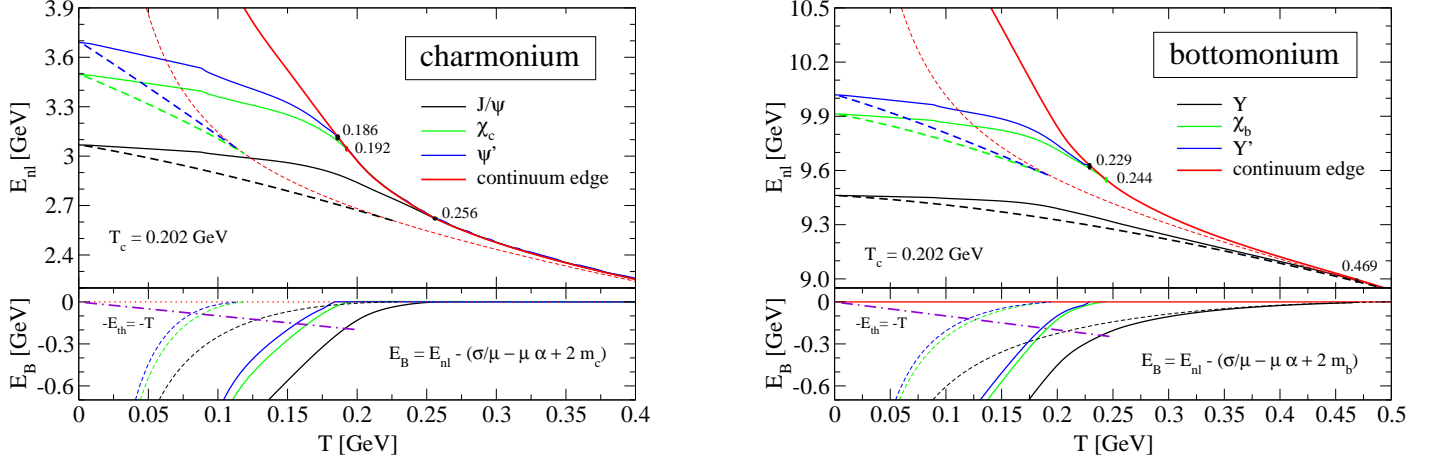 3.9
3.6
3.3
3
2.7
2.4
E_nl [GeV]
charmonium
J/ψ
χ_c
ψ'
continuum edge
0.186
0.192
0.256
T_c = 0.202 GeV
0
-0.3
-0.6
E_B [GeV]
-E_th = -T
E_B = E_nl - (σ/μ − μ α + 2 m_c)
0 0.05 0.1 0.15 0.2 0.25 0.3 0.35 0.4
T [GeV]
10.5
10.2
9.9
9.6
9.3
9.0
E_nl [GeV]
bottomonium
Y
χ_b
Y'
continuum edge
0.229
0.244
0.469
T_c = 0.202 GeV
0
-0.3
-0.6
E_B [GeV]
-E_th = -T
E_B = E_nl - (σ/μ − μ α + 2 m_b)
0 0.05 0.1 0.15 0.2 0.25 0.3 0.35 0.4 0.45 0.5
T [GeV]